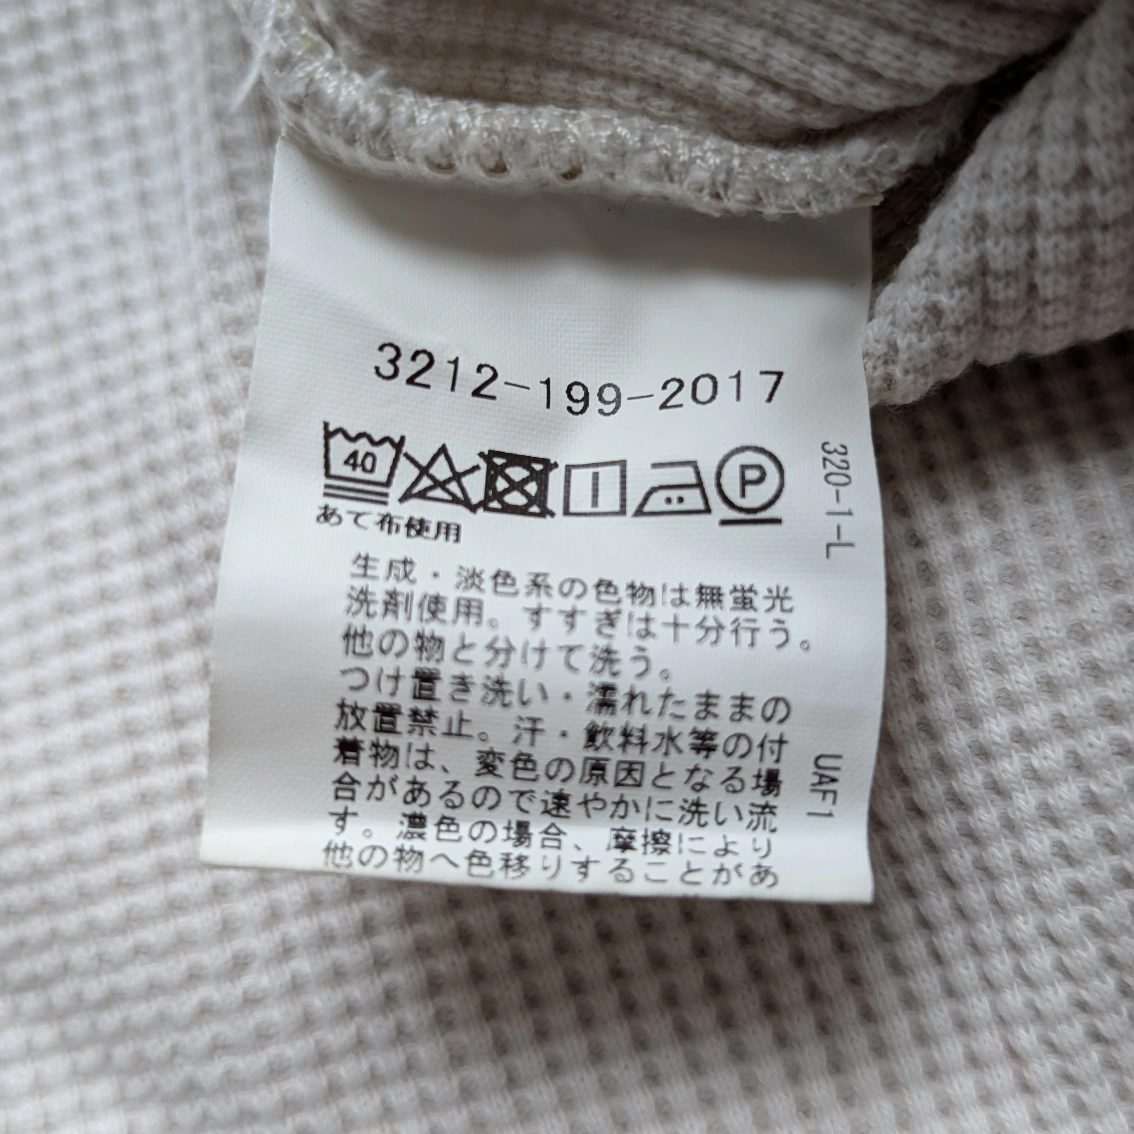 3212-199-2017
40
P
あて布使用
生成・淡色系の色物は無蛍光
洗剤使用。すすぎは十分行う。
他の物と分けて洗う。
つけ置き洗い・濡れたままの
放置禁止。汗・飲料水等の付
着物は、変色の原因となる場
合があるので速やかに洗い流
す。濃色の場合、摩擦により
他の物へ色移りすることがあ
320-1-L
UAF1